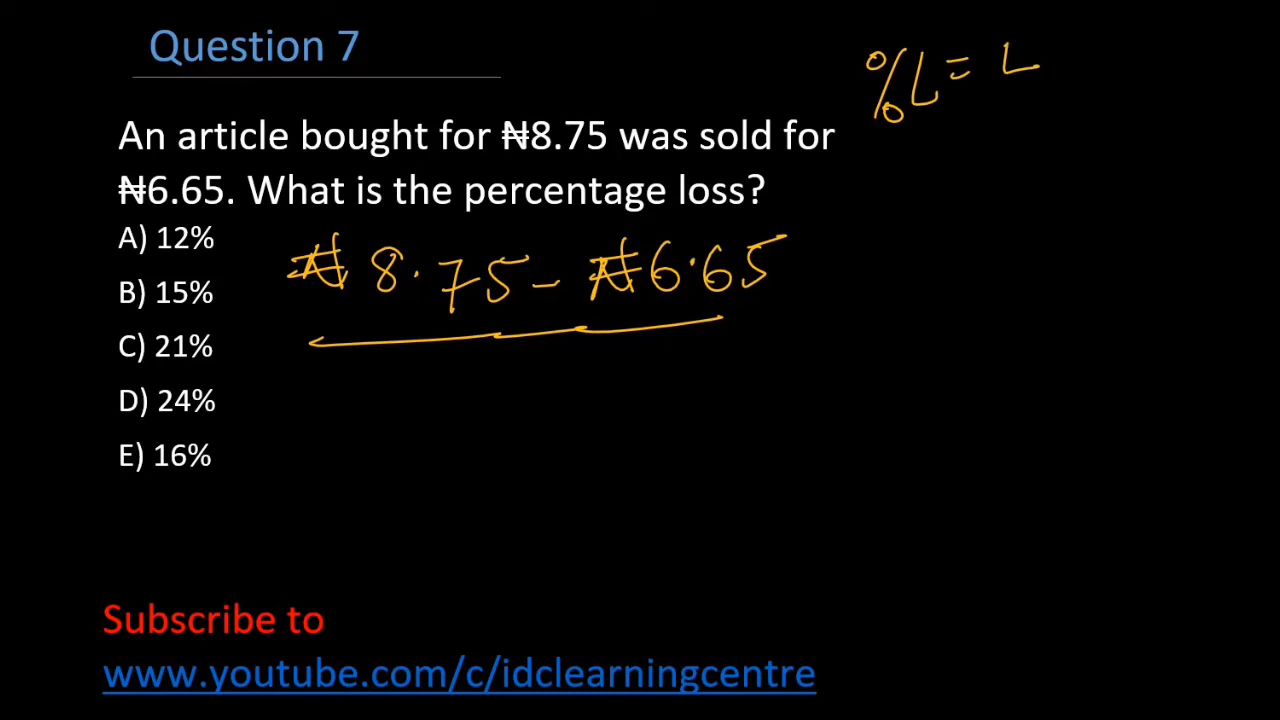 Question 7
%L = L
An article bought for ₦8.75 was sold for
₦6.65. What is the percentage loss?
A) 12%
₦8.75 - ₦6.65
B) 15%
C) 21%
D) 24%
E) 16%
Subscribe to
www.youtube.com/c/idclearningcentre